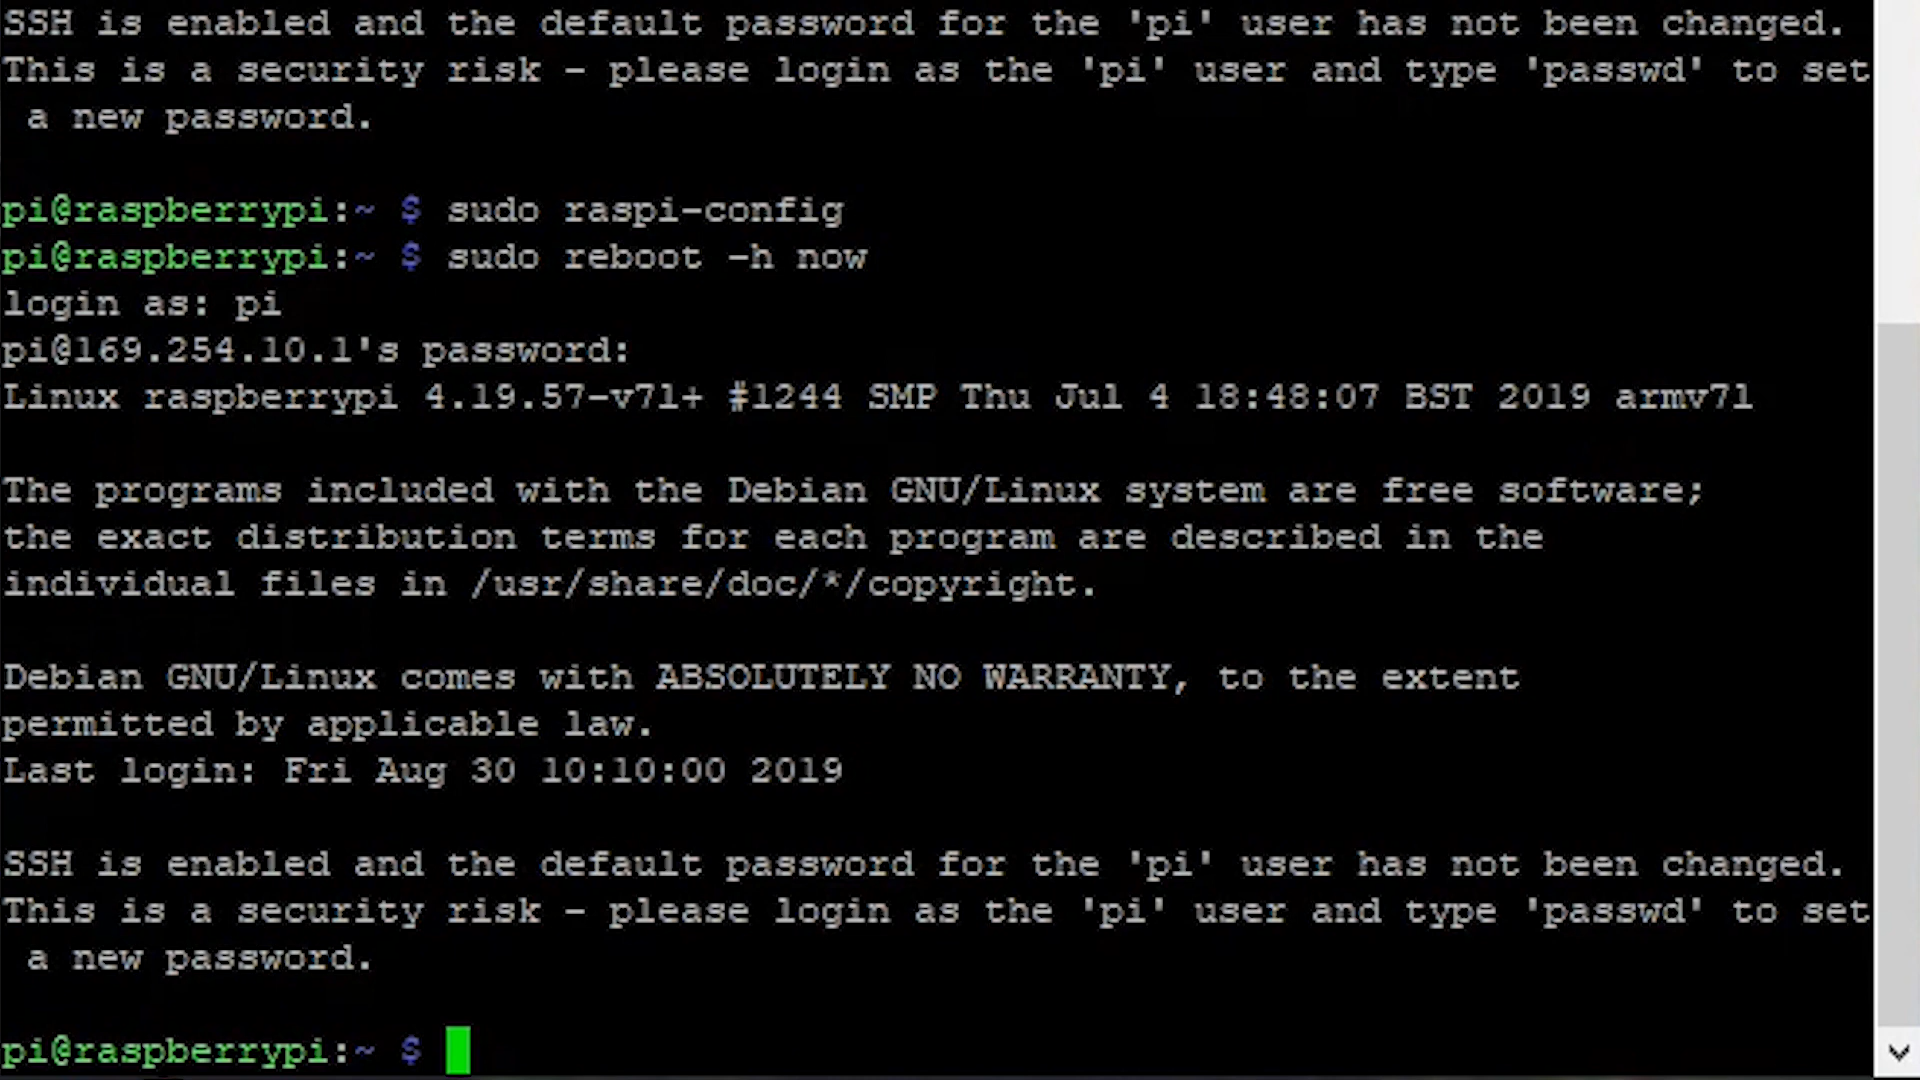 SSH is enabled and the default password for the 'pi' user has not been changed.
This is a security risk - please login as the 'pi' user and type 'passwd' to set
a new password.
pi@raspberrypi:~ $ sudo raspi-config
pi@raspberrypi:~ $ sudo reboot -h now
login as: pi
pi@169.254.10.1's password:
Linux raspberrypi 4.19.57-v7l+ #1244 SMP Thu Jul 4 18:48:07 BST 2019 armv7l
The programs included with the Debian GNU/Linux system are free software;
the exact distribution terms for each program are described in the
individual files in /usr/share/doc/*/copyright.
Debian GNU/Linux comes with ABSOLUTELY NO WARRANTY, to the extent
permitted by applicable law.
Last login: Fri Aug 30 10:10:00 2019
SSH is enabled and the default password for the 'pi' user has not been changed.
This is a security risk - please login as the 'pi' user and type 'passwd' to set
a new password.
pi@raspberrypi:~ $